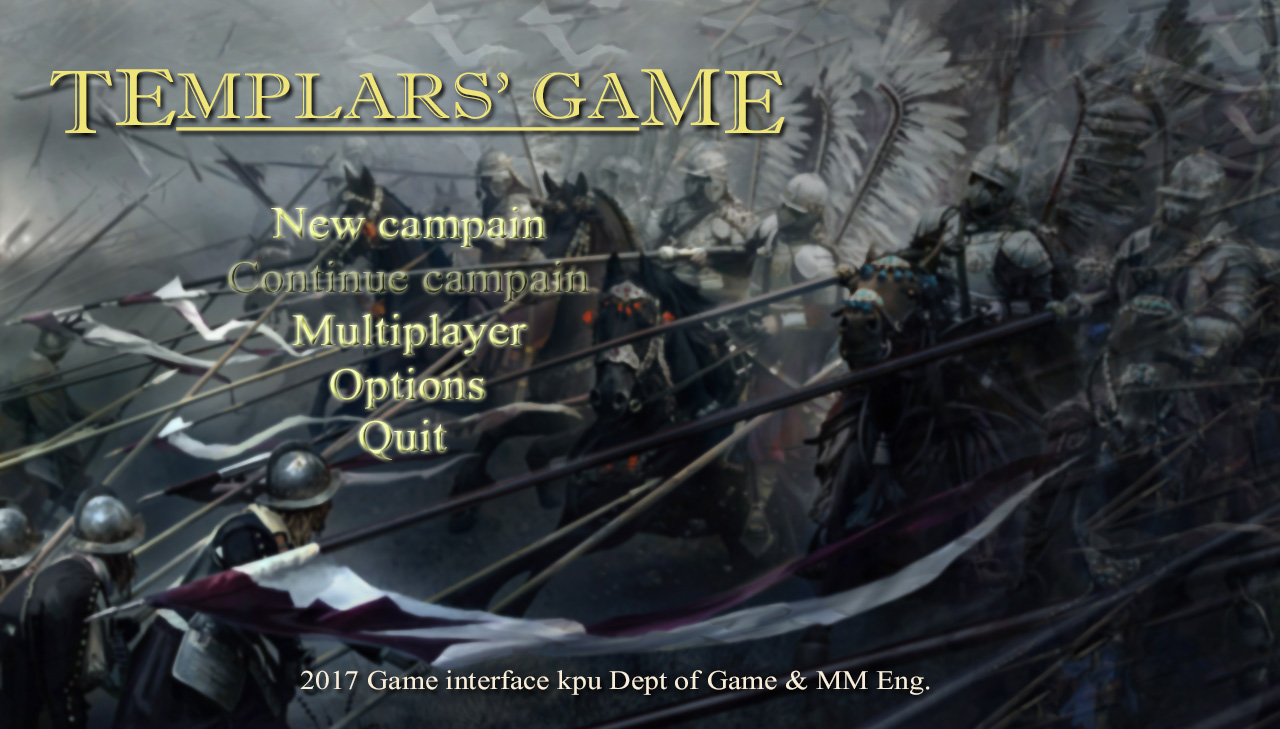 TEMPLARS’ GAME
New campain
Continue campain
Multiplayer
Options
Quit
2017 Game interface kpu Dept of Game & MM Eng.